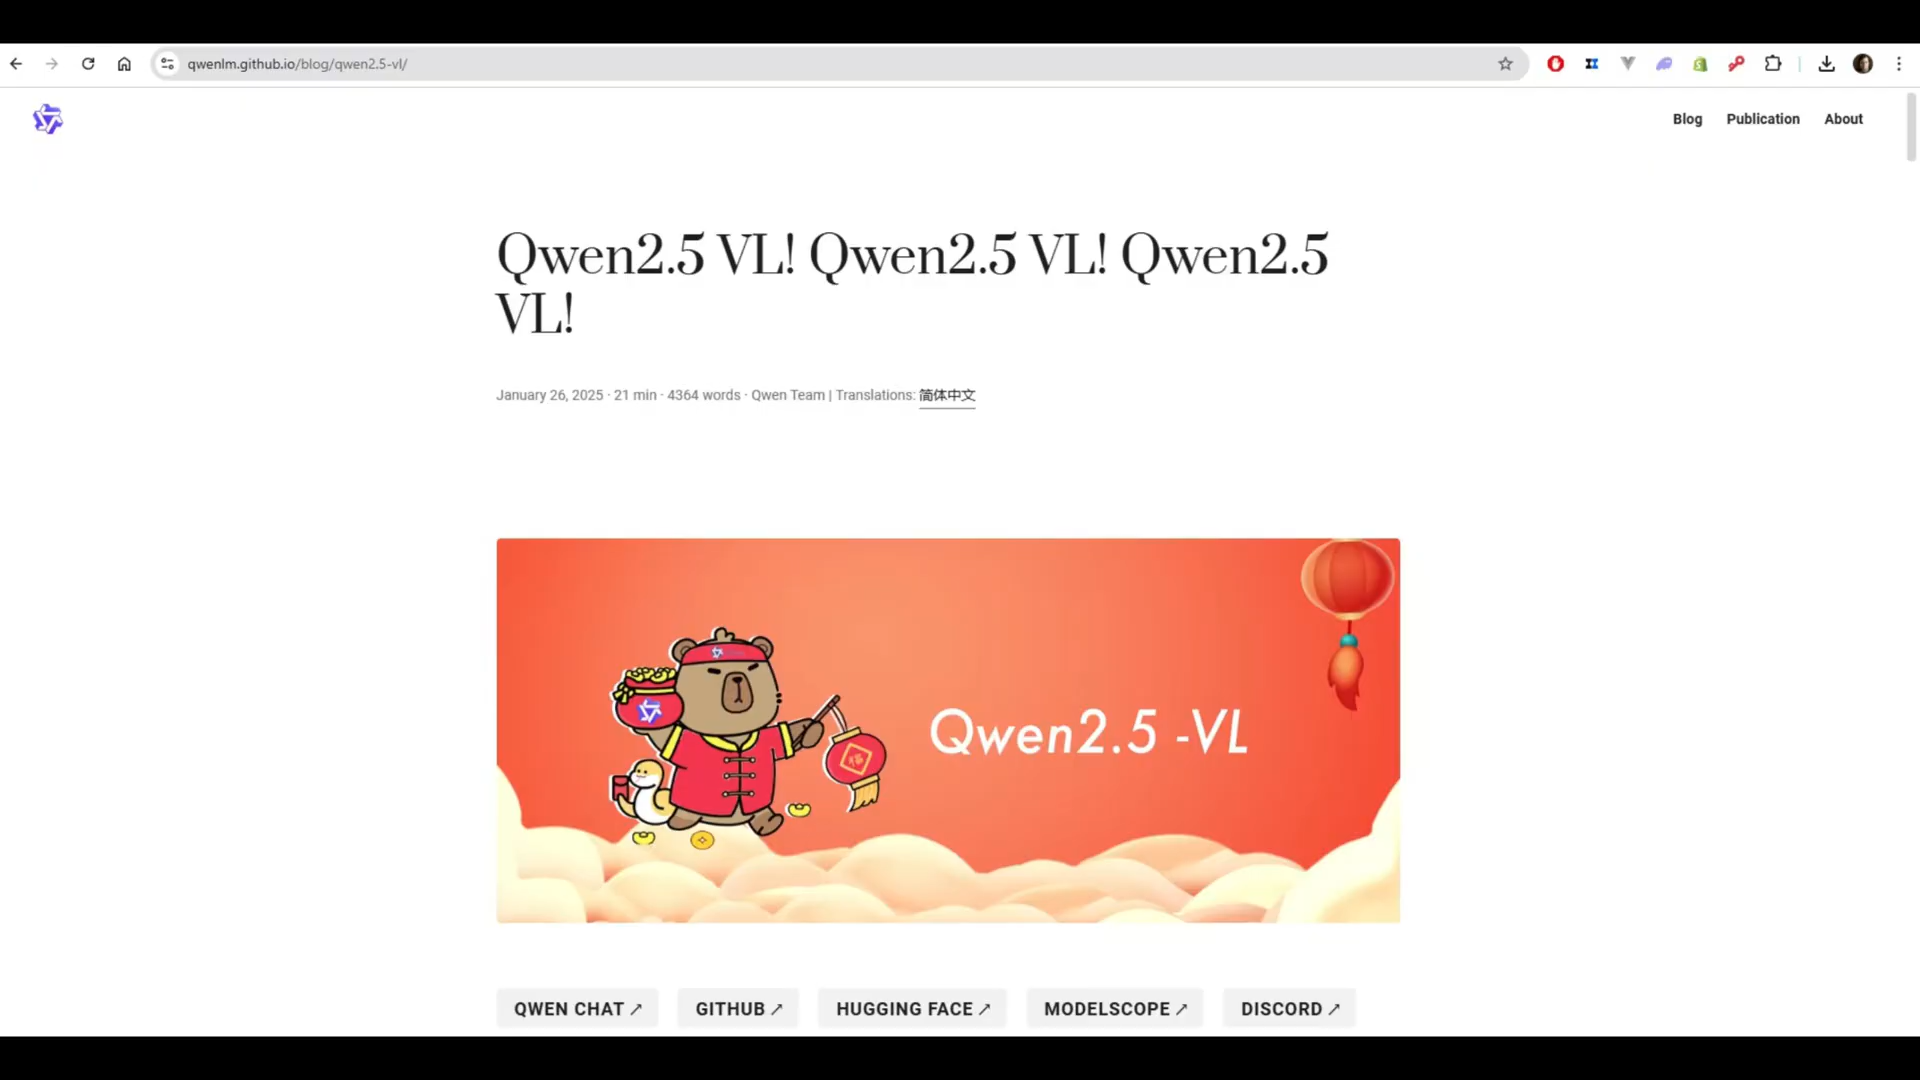 qwenlm.github.io/blog/qwen2.5-vl/
Blog Publication About
Qwen2.5 VL! Qwen2.5 VL! Qwen2.5
VL!
January 26, 2025 · 21 min · 4364 words · Qwen Team | Translations: 简体中文
Qwen2.5 -VL
福
QWEN CHAT ↗ GITHUB ↗ HUGGING FACE ↗ MODELSCOPE ↗ DISCORD ↗